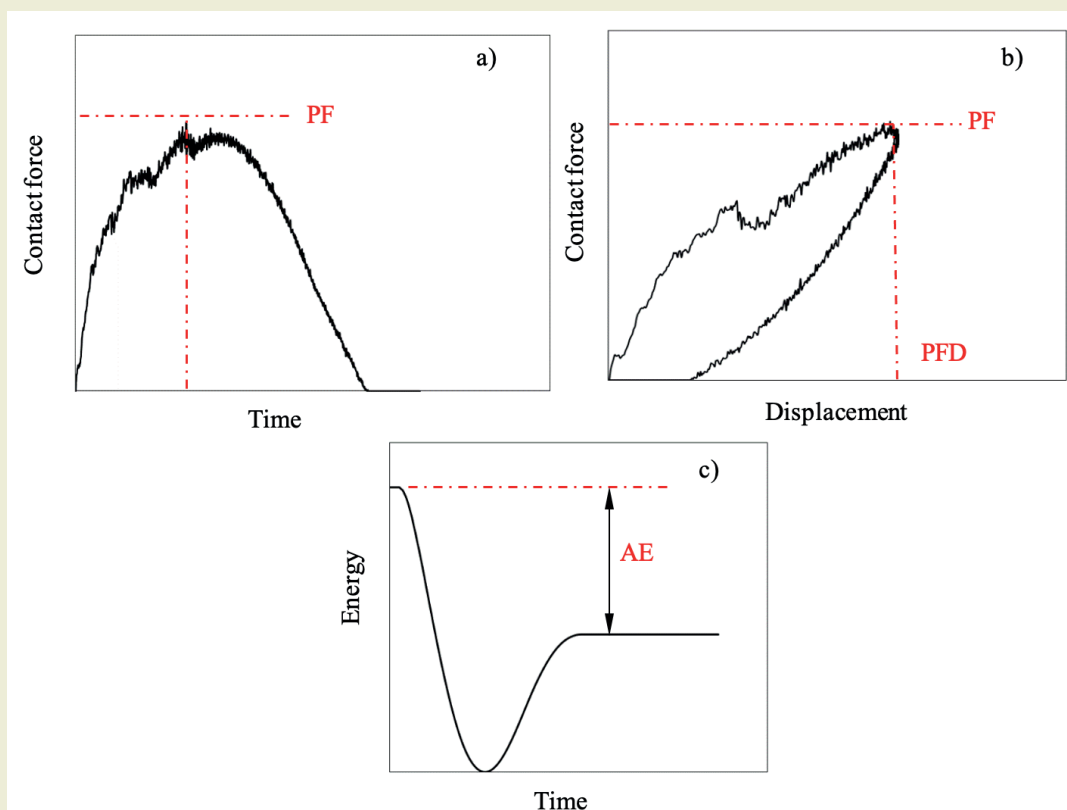 a)
PF
Contact force
Time
b)
PF
Contact force
PFD
Displacement
c)
AE
Energy
Time